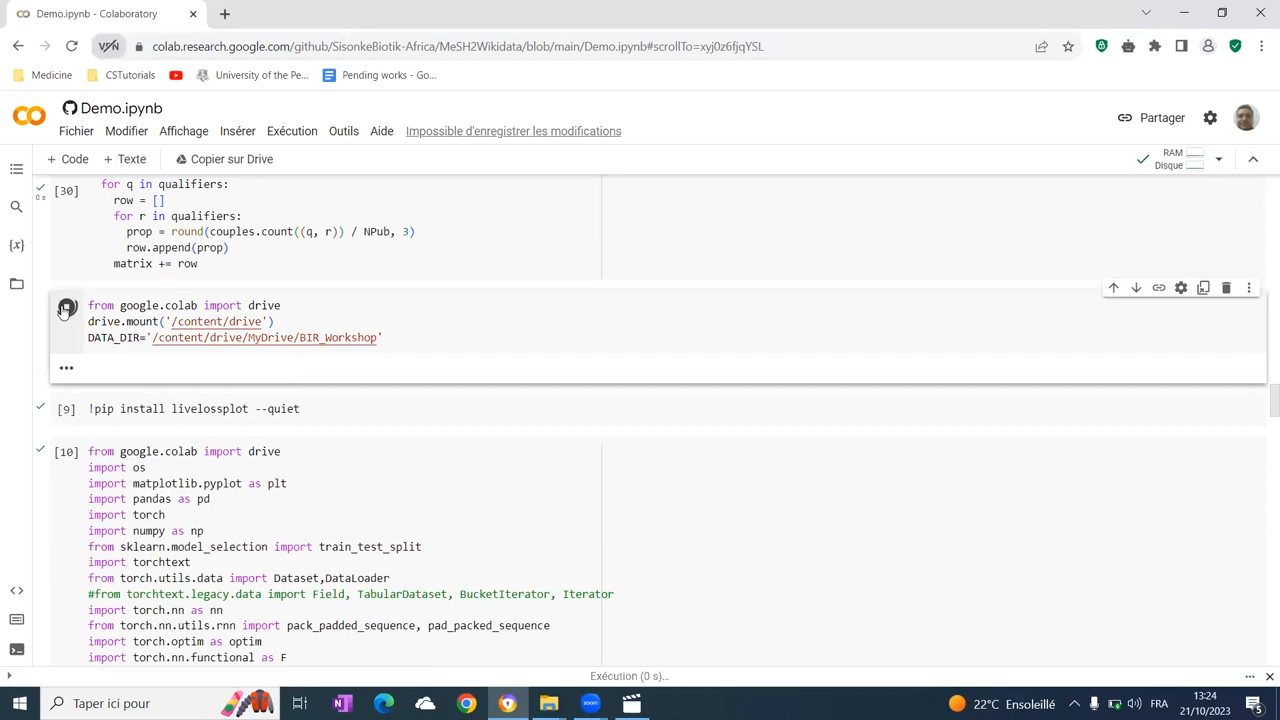 Demo.ipynb - Colaboratory
VPN
colab.research.google.com/github/SisonkeBiotik-Africa/MeSH2Wikidata/blob/main/Demo.ipynb#scrollTo=xyj0z6fjqYSL
Medicine
CSTutorials
University of the Pe...
Pending works - Go...
Demo.ipynb
Fichier
Modifier
Affichage
Insérer
Exécution
Outils
Aide
Impossible d'enregistrer les modifications
Partager
+ Code
+ Texte
Copier sur Drive
RAM
Disque
[30]
0 s
for q in qualifiers:
row = []
for r in qualifiers:
prop = round(couples.count((q, r)) / NPub, 3)
row.append(prop)
matrix += row
from google.colab import drive
drive.mount('/content/drive')
DATA_DIR='/content/drive/MyDrive/BIR_Workshop'
[9] !pip install livelossplot --quiet
[10] from google.colab import drive
import os
import matplotlib.pyplot as plt
import pandas as pd
import torch
import numpy as np
from sklearn.model_selection import train_test_split
import torchtext
from torch.utils.data import Dataset,DataLoader
#from torchtext.legacy.data import Field, TabularDataset, BucketIterator, Iterator
import torch.nn as nn
from torch.nn.utils.rnn import pack_padded_sequence, pad_packed_sequence
import torch.optim as optim
import torch.nn.functional as F
Exécution (0 s)...
Taper ici pour
zoom
22°C Ensoleillé
FRA
13:24
21/10/2023
5